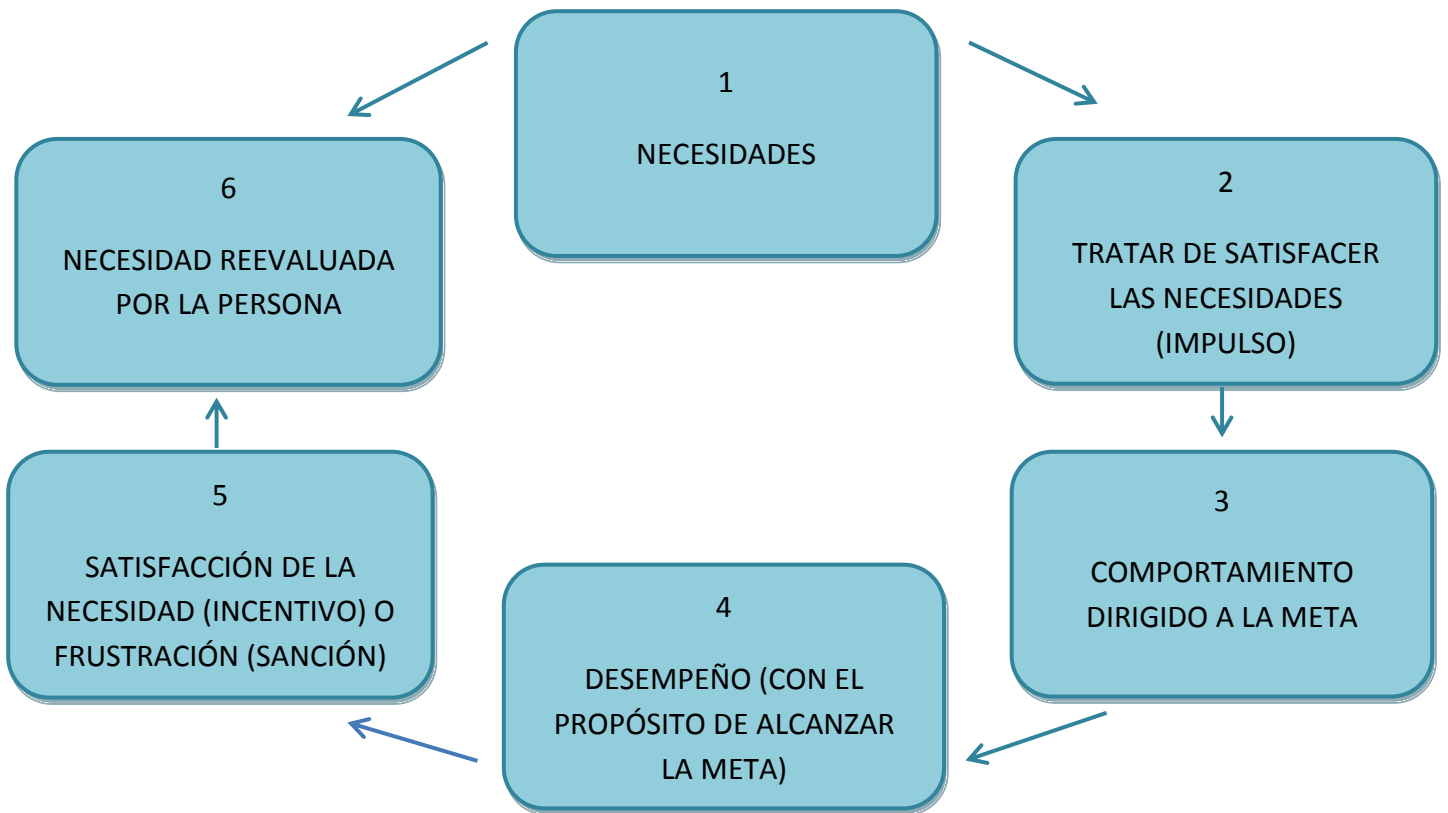 1
NECESIDADES
2
TRATAR DE SATISFACER
LAS NECESIDADES
(IMPULSO)
3
COMPORTAMIENTO
DIRIGIDO A LA META
4
DESEMPEÑO (CON EL
PROPÓSITO DE ALCANZAR
LA META)
5
SATISFACCIÓN DE LA
NECESIDAD (INCENTIVO) O
FRUSTRACIÓN (SANCIÓN)
6
NECESIDAD REEVALUADA
POR LA PERSONA